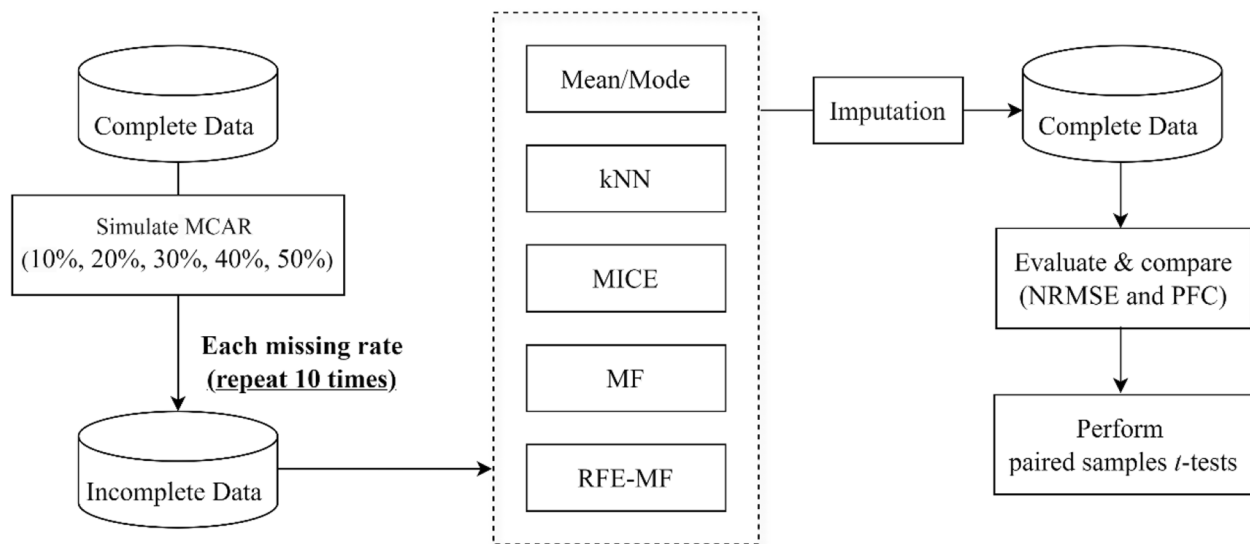 Complete Data
Simulate MCAR
(10%, 20%, 30%, 40%, 50%)
Each missing rate
(repeat 10 times)
Incomplete Data
Mean/Mode
kNN
MICE
MF
RFE-MF
Imputation
Complete Data
Evaluate & compare
(NRMSE and PFC)
Perform
paired samples t-tests